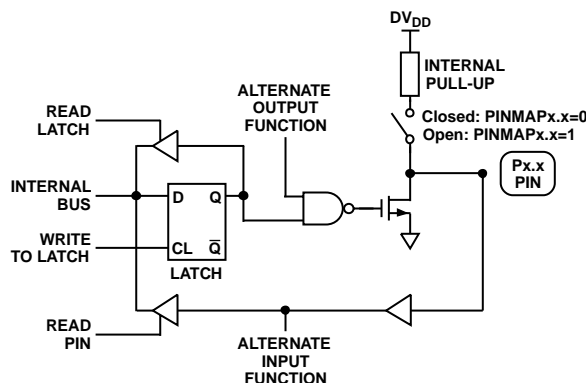 DVDD
INTERNAL
PULL-UP
ALTERNATE
OUTPUT
FUNCTION
Closed: PINMAPx.x=0
Open: PINMAPx.x=1
READ
LATCH
Px.x
PIN
INTERNAL
BUS
D Q
WRITE
TO LATCH
CL Q̅
LATCH
READ
PIN
ALTERNATE
INPUT
FUNCTION